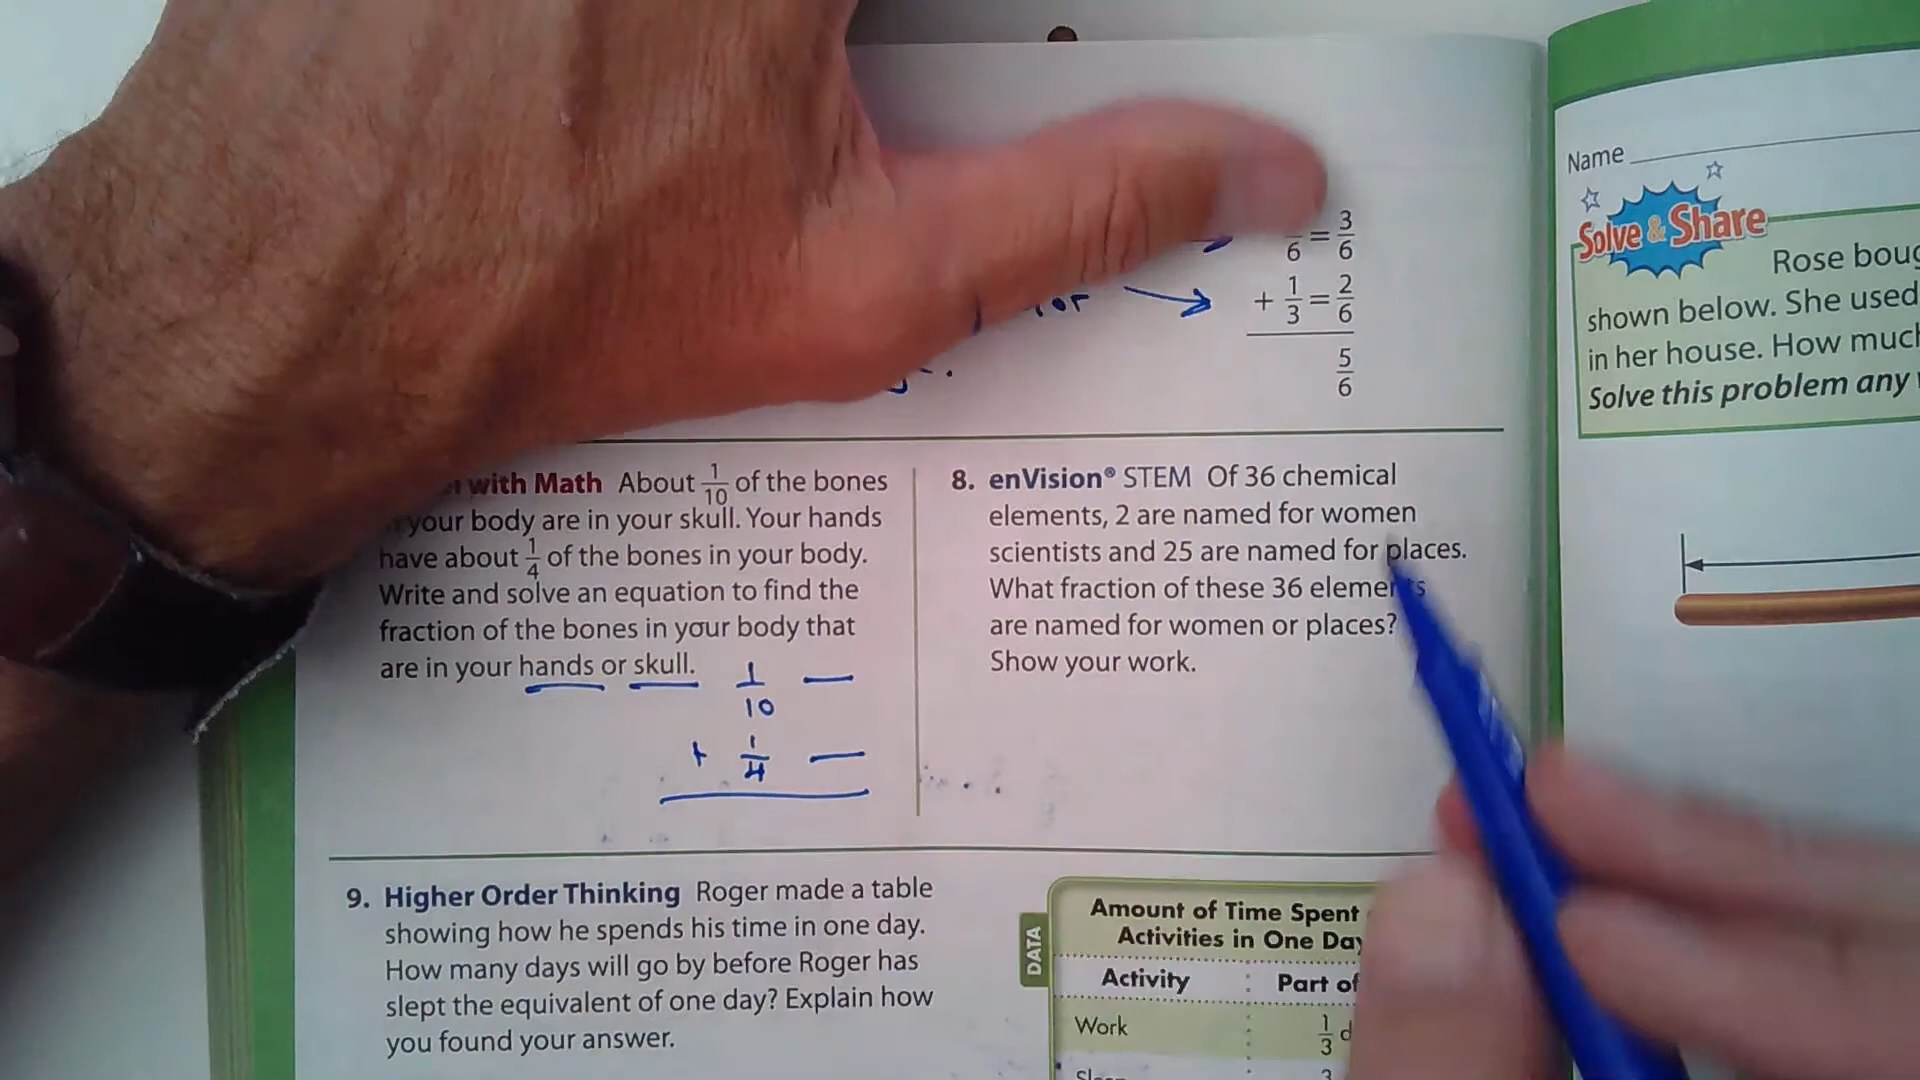 6 = 3/6
+ 1/3 = 2/6
5/6
with Math About 1/10 of the bones
your body are in your skull. Your hands
have about 1/4 of the bones in your body.
Write and solve an equation to find the
fraction of the bones in your body that
are in your hands or skull.
1/10
+ 1/4
8. enVision® STEM Of 36 chemical
elements, 2 are named for women
scientists and 25 are named for places.
What fraction of these 36 elements
are named for women or places?
Show your work.
9. Higher Order Thinking Roger made a table
showing how he spends his time in one day.
How many days will go by before Roger has
slept the equivalent of one day? Explain how
you found your answer.
DATA
Amount of Time Spent
Activities in One Day
Activity Part of
Work 1/3 d
Name
Solve & Share
Rose boug
shown below. She used
in her house. How much
Solve this problem any